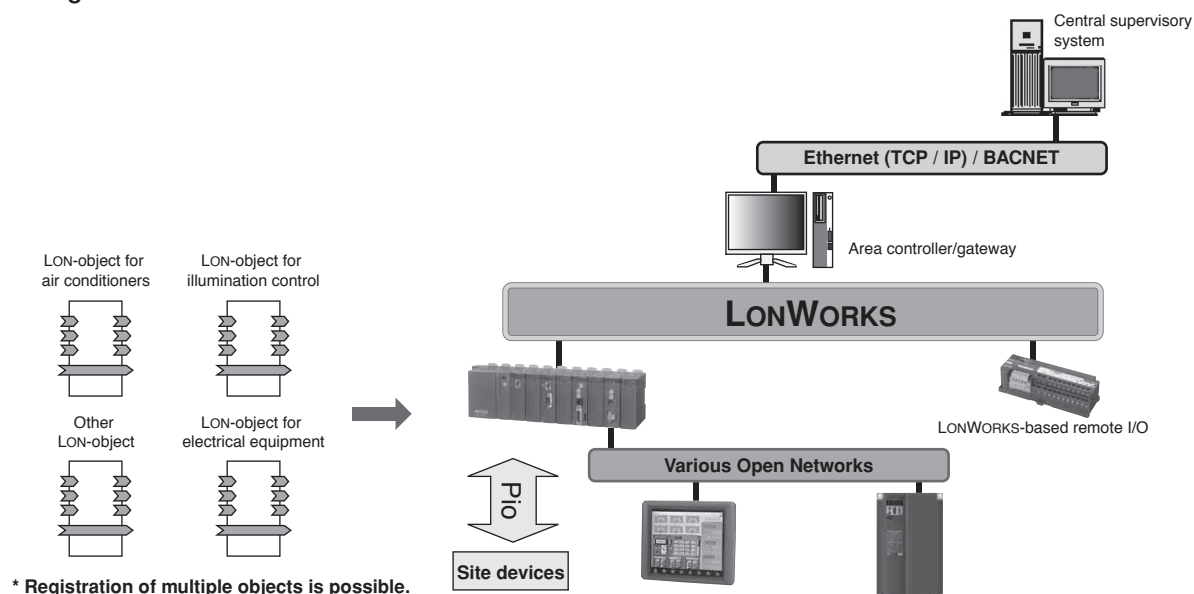 Central supervisory
system
Ethernet (TCP / IP) / BACNET
Area controller/gateway
LONWORKS
LON-object for
air conditioners
LON-object for
illumination control
Other
LON-object
LON-object for
electrical equipment
LONWORKS-based remote I/O
Various Open Networks
Pio
Site devices
* Registration of multiple objects is possible.